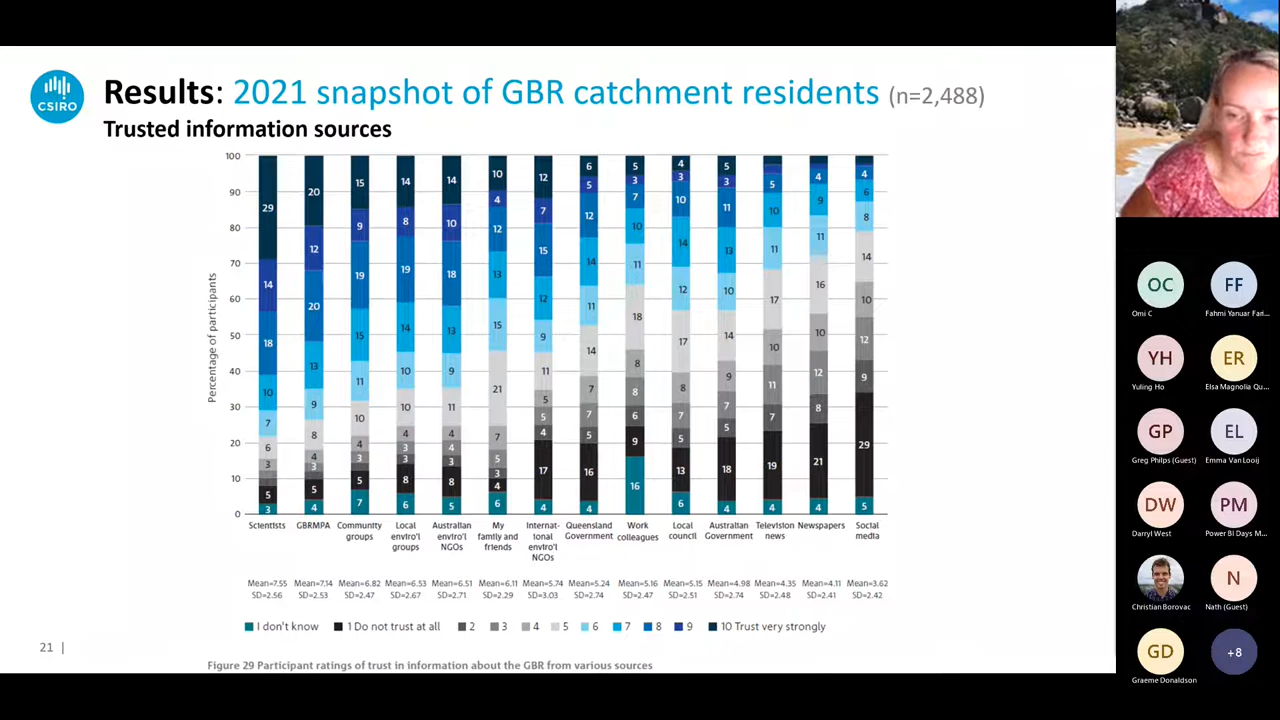 CSIRO
Results: 2021 snapshot of GBR catchment residents (n=2,488)
Trusted information sources
Percentage of participants
100
90
80
70
60
50
40
30
20
10
0
29
14
18
10
7
6
3
5
3
20
12
20
13
9
8
4
3
5
4
15
9
19
15
11
10
4
3
5
7
14
8
19
14
10
10
4
3
3
8
6
14
10
18
13
9
11
4
4
3
8
5
10
4
12
13
15
21
7
5
3
4
6
12
7
15
12
9
11
5
5
4
17
4
6
5
12
14
11
14
7
7
5
16
4
5
3
7
10
11
18
8
8
6
9
16
4
3
10
14
12
17
8
7
5
13
6
5
3
11
13
10
14
9
7
5
18
4
5
10
11
17
10
11
7
19
4
4
9
11
16
10
12
8
21
4
4
6
8
14
10
12
9
29
5
Scientists
GBRMPA
Community
groups
Local
enviro'l
groups
Australian
enviro'l
NGOs
My
family and
friends
Internat-
ional
enviro'l
NGOs
Queensland
Government
Work
colleagues
Local
council
Australian
Government
Television
news
Newspapers
Social
media
Mean=7.55 Mean=7.14 Mean=6.82 Mean=6.53 Mean=6.51 Mean=6.11 Mean=5.74 Mean=5.24 Mean=5.16 Mean=5.15 Mean=4.98 Mean=4.35 Mean=4.11 Mean=3.62
SD=2.56 SD=2.53 SD=2.47 SD=2.67 SD=2.71 SD=2.29 SD=3.03 SD=2.74 SD=2.47 SD=2.51 SD=2.74 SD=2.48 SD=2.41 SD=2.42
I don't know 1 Do not trust at all 2 3 4 5 6 7 8 9 10 Trust very strongly
21 |
Figure 29 Participant ratings of trust in information about the GBR from various sources
OC
Omi C
FF
Fahmi Yanuar Fari...
YH
Yuling Ho
ER
Elsa Magnolia Qu...
GP
Greg Philps (Guest)
EL
Emma Van Looij
DW
Darryl West
PM
Power BI Days M...
Christian Borovac
N
Nath (Guest)
GD
Graeme Donaldson
+8